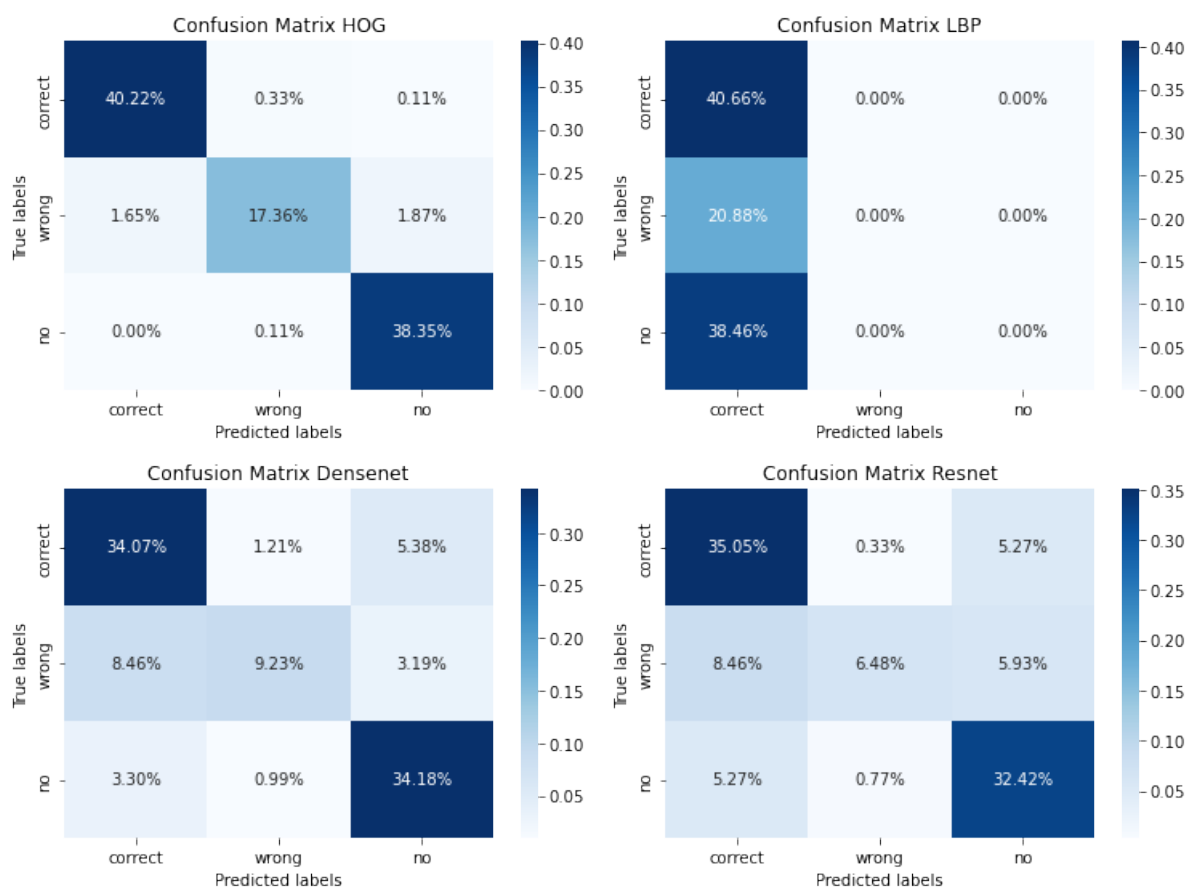 Confusion Matrix HOG
correct
wrong
no
True labels
40.22% 0.33% 0.11%
1.65% 17.36% 1.87%
0.00% 0.11% 38.35%
correct wrong no
Predicted labels
0.40
0.35
0.30
0.25
0.20
0.15
0.10
0.05
0.00
Confusion Matrix LBP
correct
wrong
no
True labels
40.66% 0.00% 0.00%
20.88% 0.00% 0.00%
38.46% 0.00% 0.00%
correct wrong no
Predicted labels
0.40
0.35
0.30
0.25
0.20
0.15
0.10
0.05
0.00
Confusion Matrix Densenet
correct
wrong
no
True labels
34.07% 1.21% 5.38%
8.46% 9.23% 3.19%
3.30% 0.99% 34.18%
correct wrong no
Predicted labels
0.30
0.25
0.20
0.15
0.10
0.05
Confusion Matrix Resnet
correct
wrong
no
True labels
35.05% 0.33% 5.27%
8.46% 6.48% 5.93%
5.27% 0.77% 32.42%
correct wrong no
Predicted labels
0.35
0.30
0.25
0.20
0.15
0.10
0.05